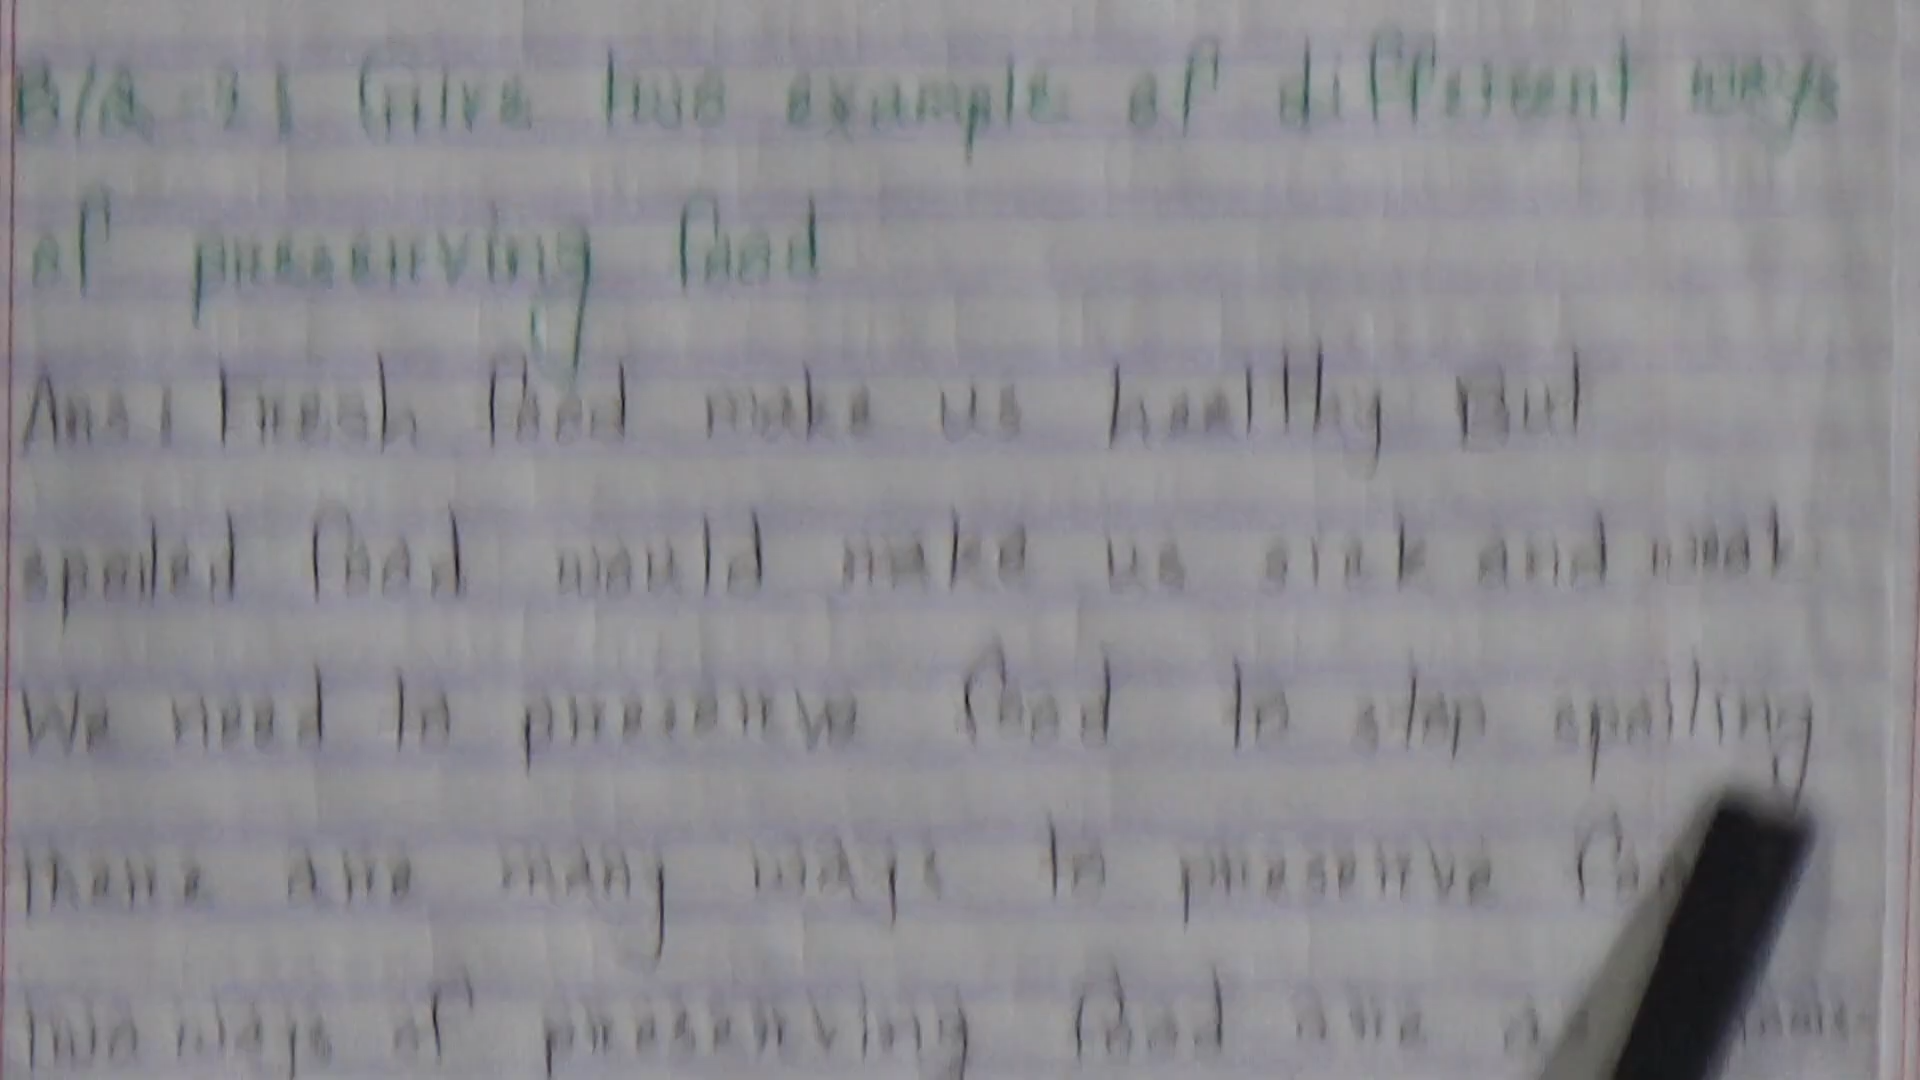 Give two example of different ways
of preserving food
Ans: Fresh food make us healthy But
spoiled food would make us sick and weak
We need to preserve food to stop spoiling
There are many ways to preserve
Two ways of preserving food are